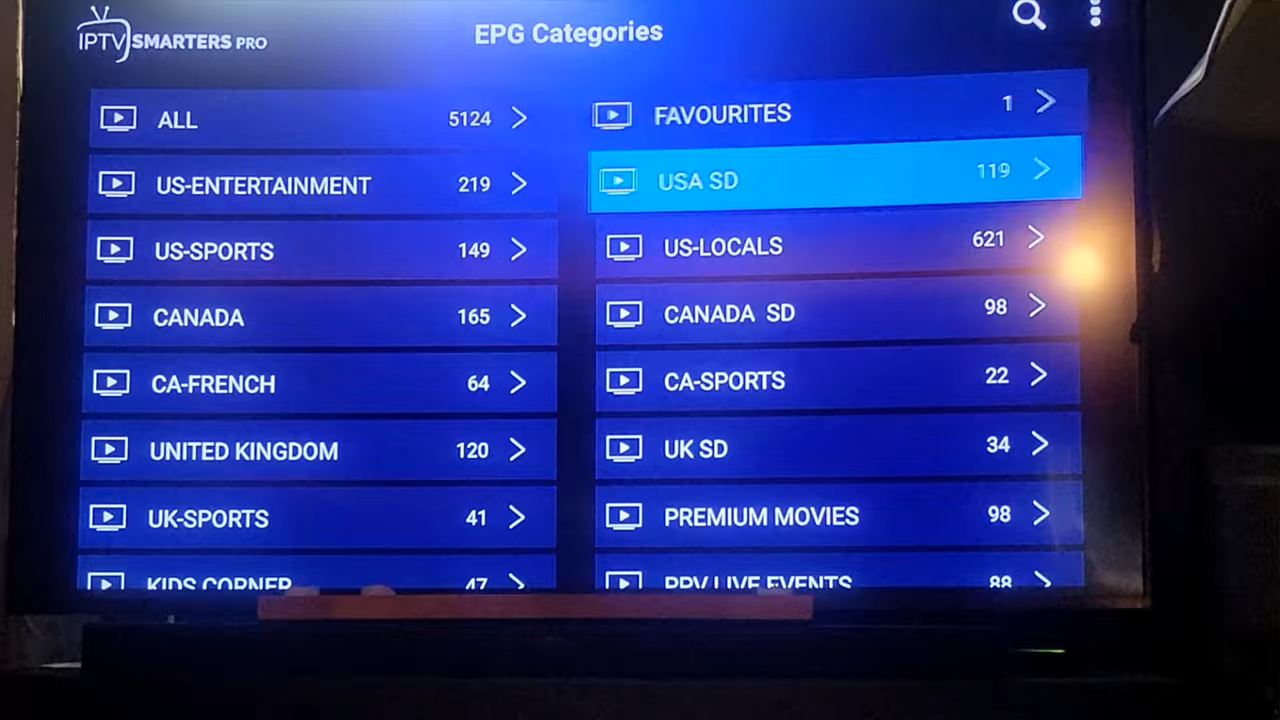 IPTV SMARTERS PRO
EPG Categories
ALL 5124
FAVOURITES 1
US-ENTERTAINMENT 219
USA SD 119
US-SPORTS 149
US-LOCALS 621
CANADA 165
CANADA SD 98
CA-FRENCH 64
CA-SPORTS 22
UNITED KINGDOM 120
UK SD 34
UK-SPORTS 41
PREMIUM MOVIES 98
KIDS CORNER 47
PPV LIVE EVENTS 88